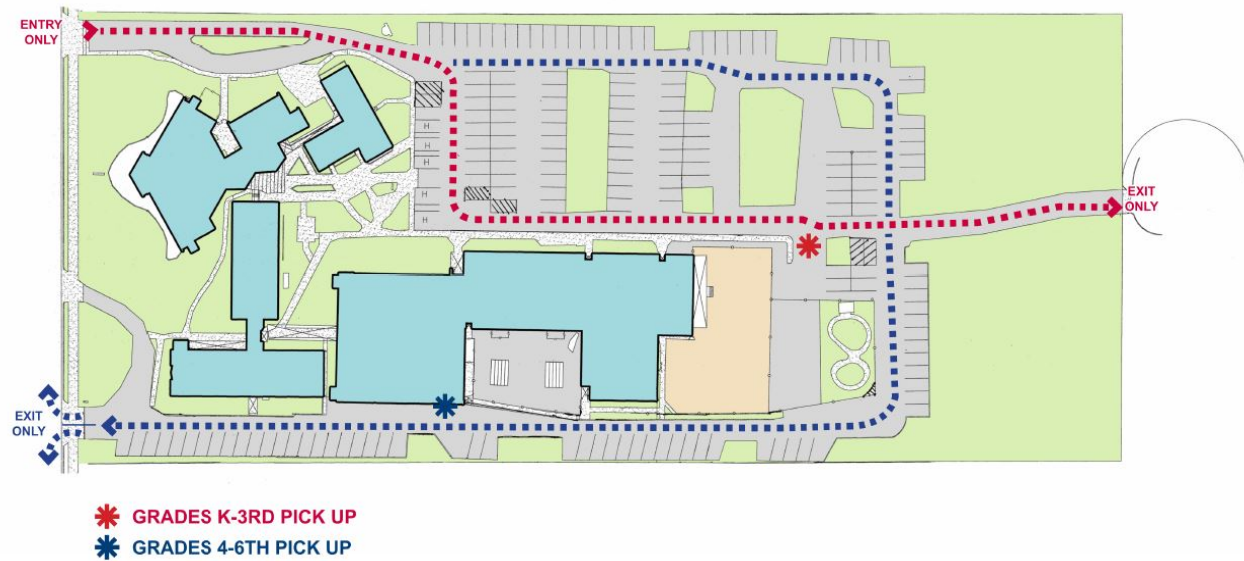 ENTRY
ONLY
H
H
H
H
H
EXIT
ONLY
EXIT
ONLY
GRADES K-3RD PICK UP
GRADES 4-6TH PICK UP